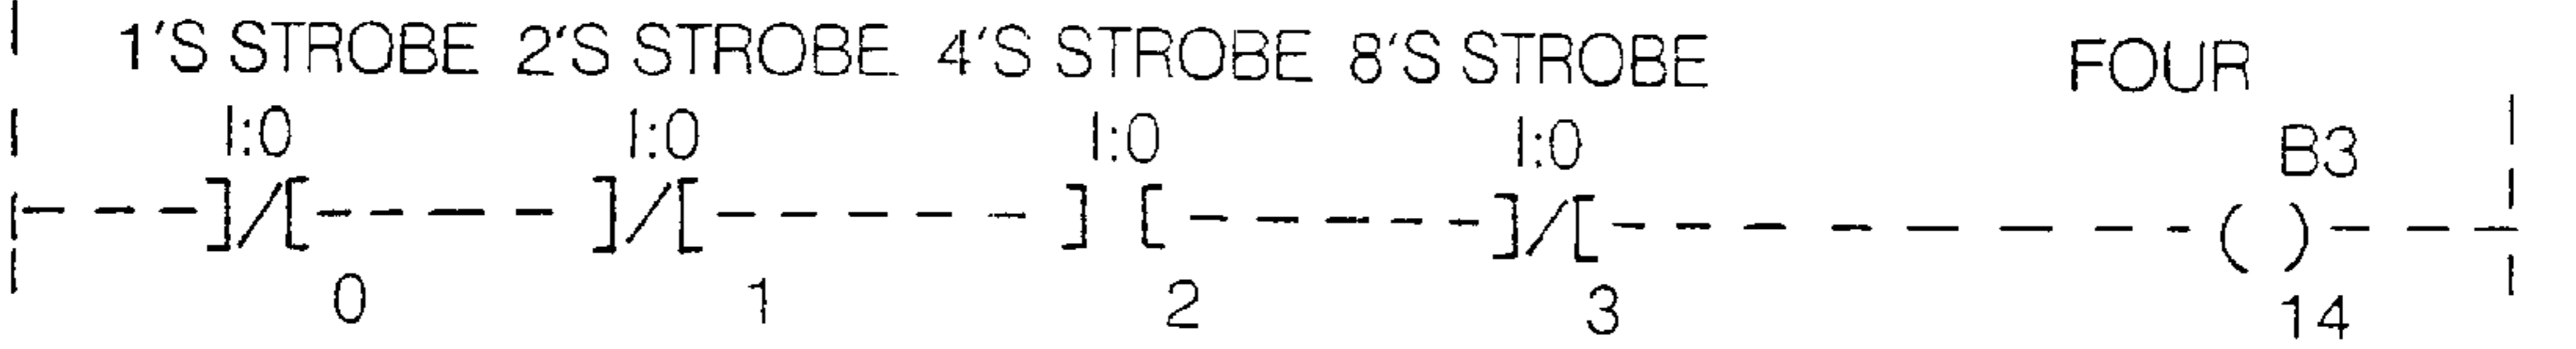 1'S STROBE 2'S STROBE 4'S STROBE 8'S STROBE FOUR
I:0 I:0 I:0 I:0 B3
]/[ ]/[ ] [ ]/[ ( )
0 1 2 3 14